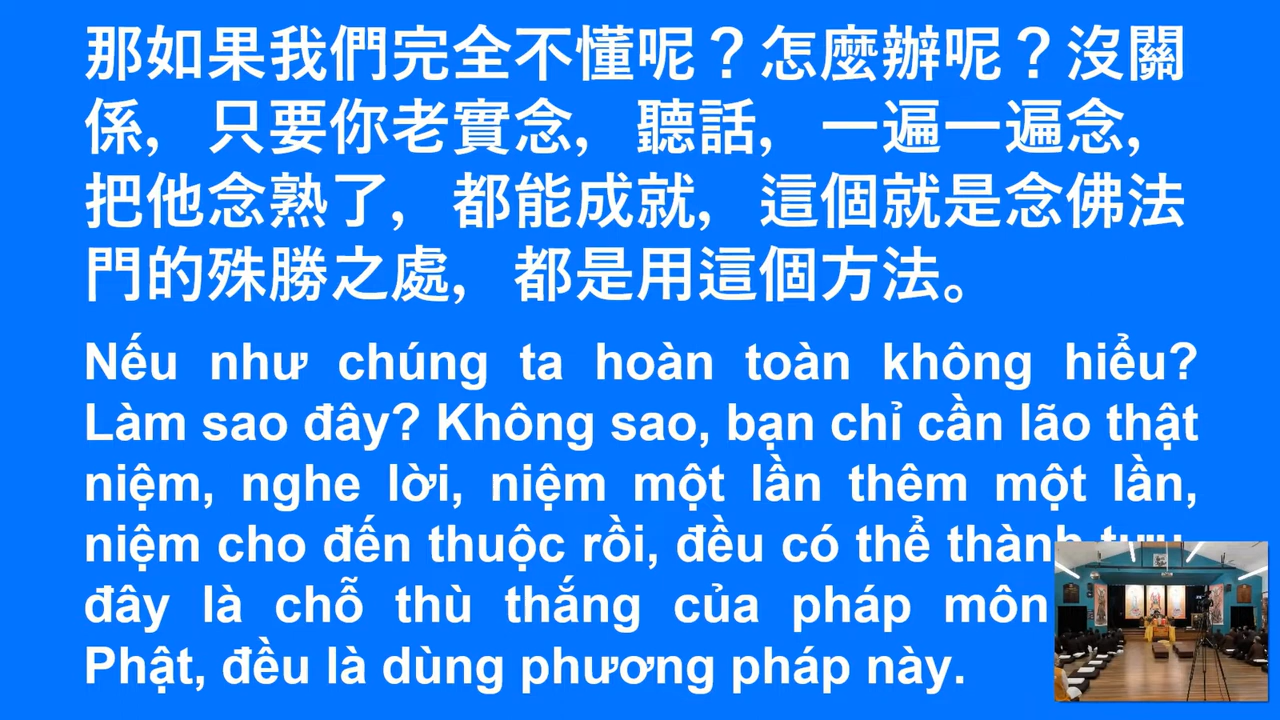 那如果我們完全不懂呢？怎麼辦呢？沒關
係，只要你老實念，聽話，一遍一遍念，
把他念熟了，都能成就，這個就是念佛法
門的殊勝之處，都是用這個方法。
Nếu như chúng ta hoàn toàn không hiểu?
Làm sao đây? Không sao, bạn chỉ cần lão thật
niệm, nghe lời, niệm một lần thêm một lần,
niệm cho đến thuộc rồi, đều có thể thành
đây là chỗ thù thắng của pháp môn
Phật, đều là dùng phương pháp này.